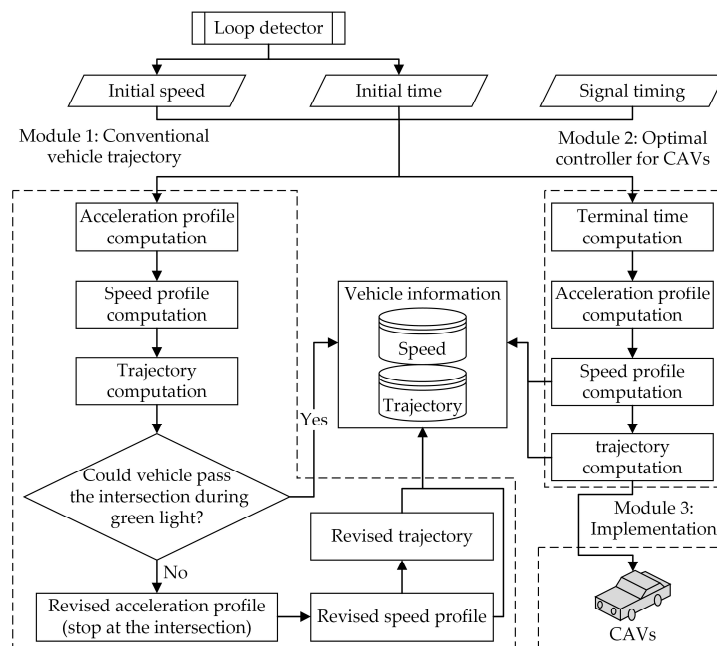 Loop detector
Initial speed
Initial time
Signal timing
Module 1: Conventional
vehicle trajectory
Module 2: Optimal
controller for CAVs
Acceleration profile
computation
Speed profile
computation
Trajectory
computation
Could vehicle pass
the intersection during
green light?
Yes
No
Revised acceleration profile
(stop at the intersection)
Revised speed profile
Revised trajectory
Vehicle information
Speed
Trajectory
Terminal time
computation
Acceleration profile
computation
Speed profile
computation
trajectory
computation
Module 3:
Implementation
CAVs